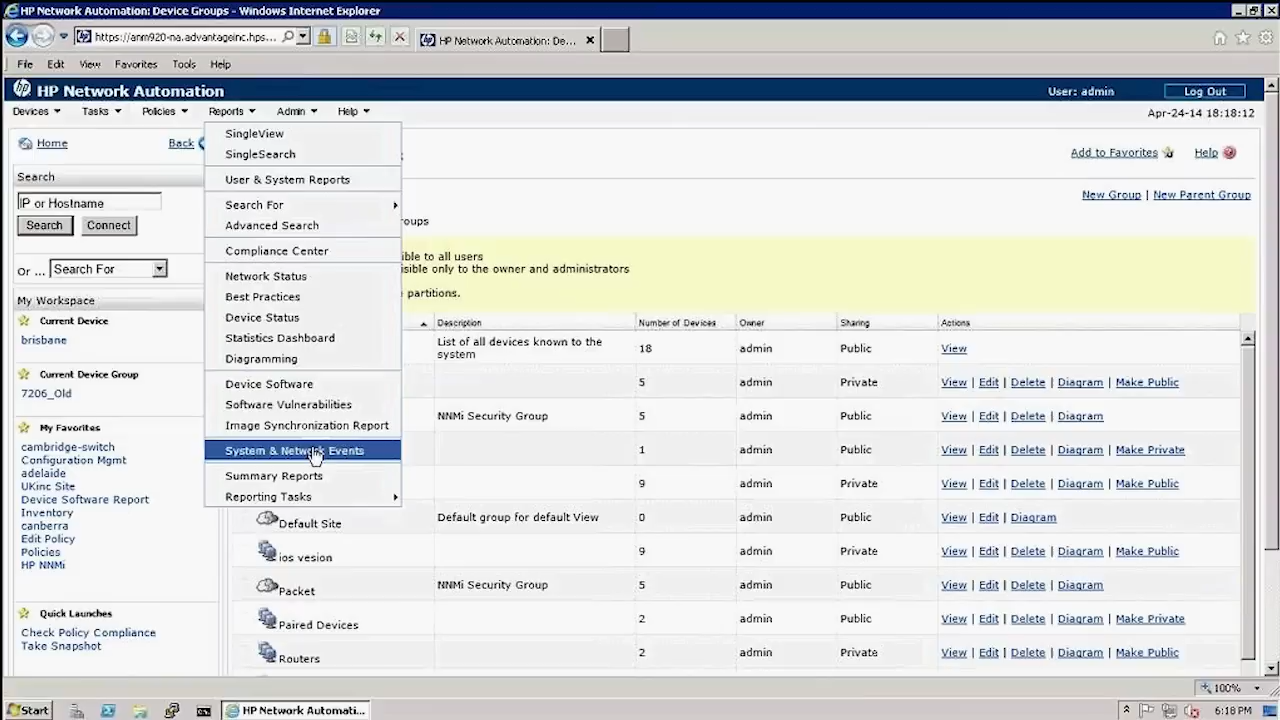 HP Network Automation: Device Groups - Windows Internet Explorer
https://anm920-na.advantageinc.hps...
HP Network Automation: De...
File Edit View Favorites Tools Help
HP Network Automation
User: admin
Log Out
Devices Tasks Policies Reports Admin Help
Apr-24-14 18:18:12
Home
Back
Add to Favorites
Help
Search
IP or Hostname
Search
Connect
Or ...
Search For
My Workspace
Current Device
brisbane
Current Device Group
7206_Old
My Favorites
cambridge-switch
Configuration Mgmt
adelaide
UKinc Site
Device Software Report
Inventory
canberra
Edit Policy
Policies
HP NNMi
Quick Launches
Check Policy Compliance
Take Snapshot
SingleView
SingleSearch
User & System Reports
Search For
Advanced Search
Compliance Center
Network Status
Best Practices
Device Status
Statistics Dashboard
Diagramming
Device Software
Software Vulnerabilities
Image Synchronization Report
System & Network Events
Summary Reports
Reporting Tasks
New Group | New Parent Group
oups
ible to all users
isible only to the owner and administrators
partitions.
Description Number of Devices Owner Sharing Actions
List of all devices known to the
system
18 admin Public View
5 admin Private View | Edit | Delete | Diagram | Make Public
NNMi Security Group 5 admin Public View | Edit | Delete | Diagram
1 admin Public View | Edit | Delete | Diagram | Make Private
9 admin Private View | Edit | Delete | Diagram | Make Public
Default Site Default group for default View 0 admin Public View | Edit | Diagram
ios vesion 9 admin Private View | Edit | Delete | Diagram | Make Public
Packet NNMi Security Group 5 admin Public View | Edit | Delete | Diagram
Paired Devices 2 admin Public View | Edit | Delete | Diagram | Make Private
Routers 2 admin Private View | Edit | Delete | Diagram | Make Public
100%
Start
HP Network Automati...
6:18 PM